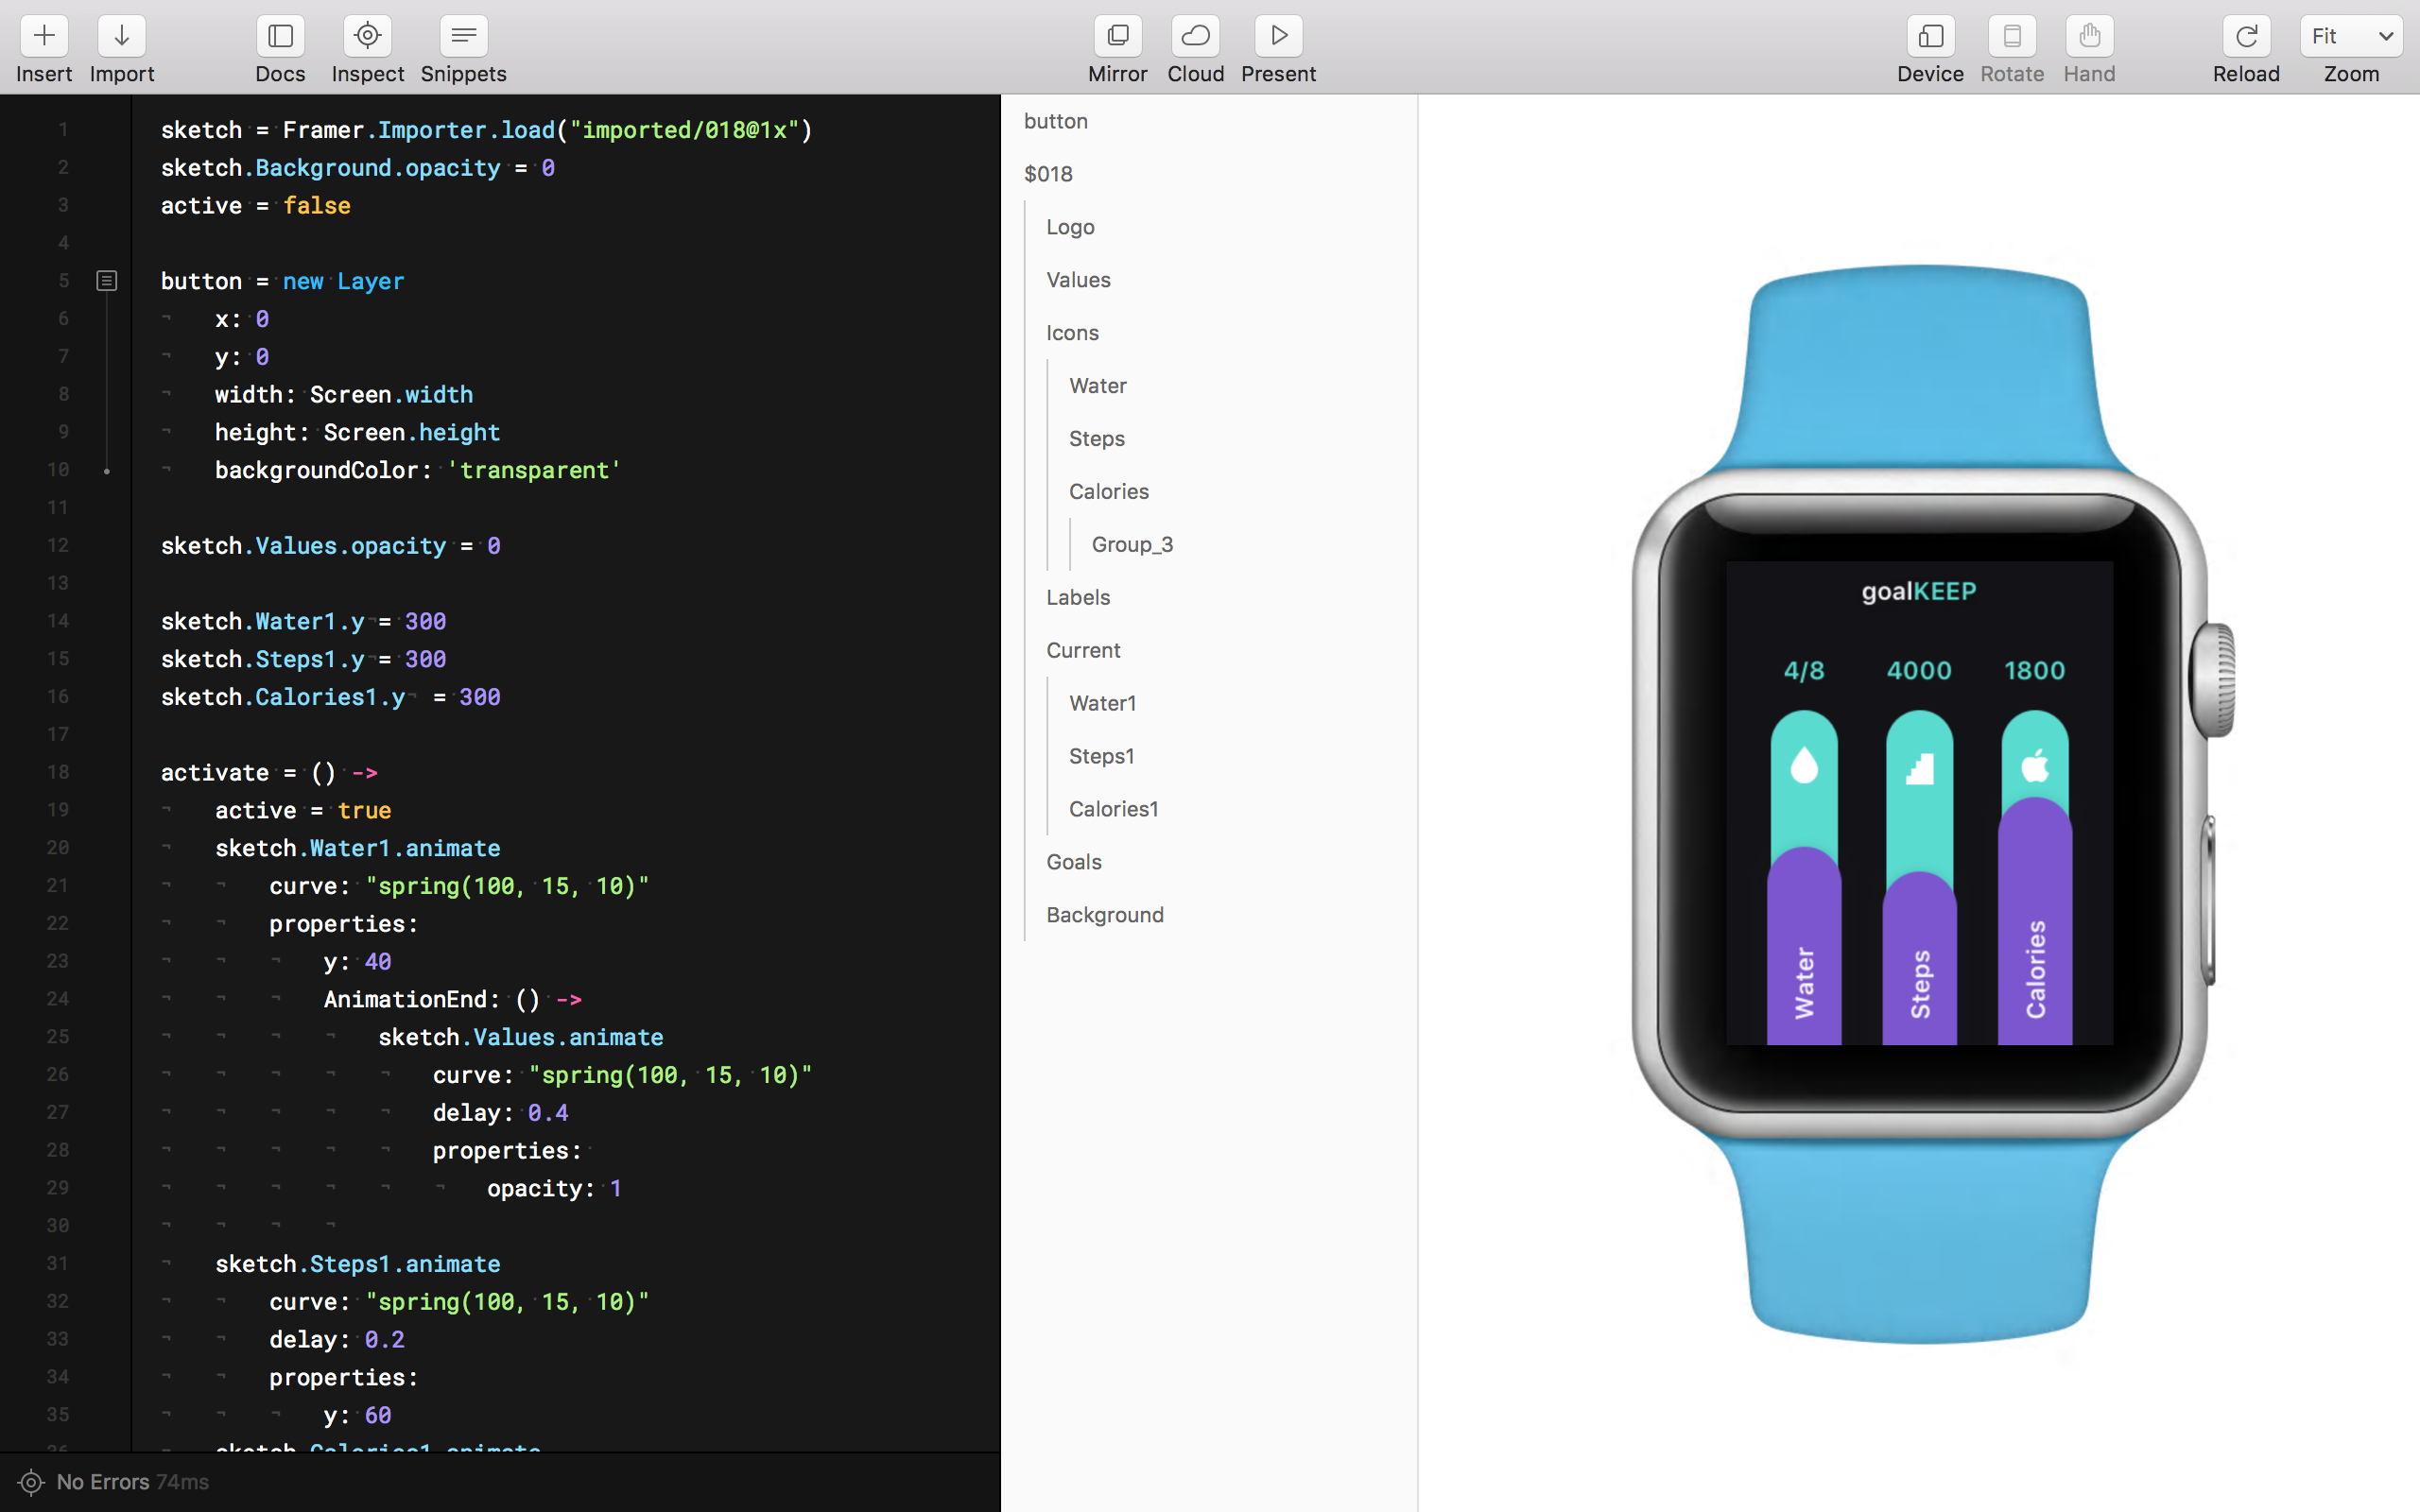 Insert Import Docs Inspect Snippets Mirror Cloud Present Device Rotate Hand Reload Fit Zoom
1 sketch = Framer.Importer.load("imported/018@1x")
2 sketch.Background.opacity = 0
3 active = false
4
5 button = new Layer
6 x: 0
7 y: 0
8 width: Screen.width
9 height: Screen.height
10 backgroundColor: 'transparent'
11
12 sketch.Values.opacity = 0
13
14 sketch.Water1.y = 300
15 sketch.Steps1.y = 300
16 sketch.Calories1.y = 300
17
18 activate = () ->
19 active = true
20 sketch.Water1.animate
21 curve: "spring(100, 15, 10)"
22 properties:
23 y: 40
24 AnimationEnd: () ->
25 sketch.Values.animate
26 curve: "spring(100, 15, 10)"
27 delay: 0.4
28 properties:
29 opacity: 1
30
31 sketch.Steps1.animate
32 curve: "spring(100, 15, 10)"
33 delay: 0.2
34 properties:
35 y: 60
36 sketch.Calories1.animate
No Errors 74ms
button
$018
Logo
Values
Icons
Water
Steps
Calories
Group_3
Labels
Current
Water1
Steps1
Calories1
Goals
Background
goalKEEP
4/8 4000 1800
Water
Steps
Calories